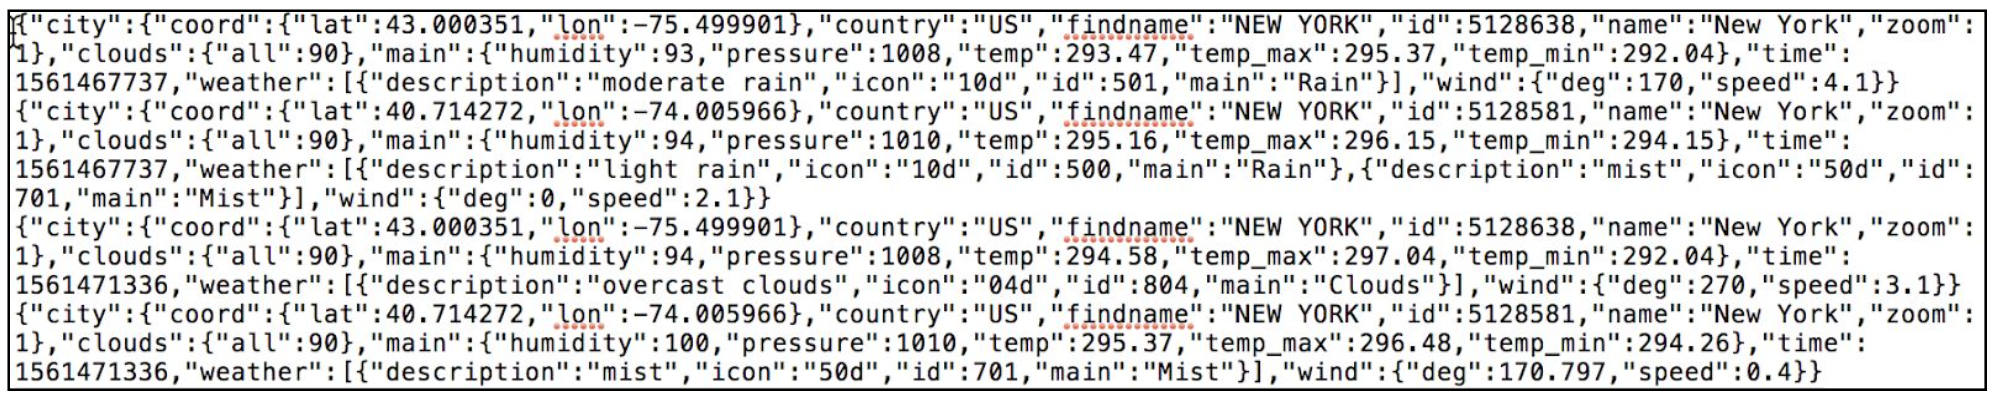 {"city":{"coord":{"lat":43.000351,"lon":-75.499901},"country":"US","findname":"NEW YORK","id":5128638,"name":"New York","zoom":
1},"clouds":{"all":90},"main":{"humidity":93,"pressure":1008,"temp":293.47,"temp_max":295.37,"temp_min":292.04},"time":
1561467737,"weather":[{"description":"moderate rain","icon":"10d","id":501,"main":"Rain"}],"wind":{"deg":170,"speed":4.1}}
{"city":{"coord":{"lat":40.714272,"lon":-74.005966},"country":"US","findname":"NEW YORK","id":5128581,"name":"New York","zoom":
1},"clouds":{"all":90},"main":{"humidity":94,"pressure":1010,"temp":295.16,"temp_max":296.15,"temp_min":294.15},"time":
1561467737,"weather":[{"description":"light rain","icon":"10d","id":500,"main":"Rain"},{"description":"mist","icon":"50d","id":
701,"main":"Mist"}],"wind":{"deg":0,"speed":2.1}}
{"city":{"coord":{"lat":43.000351,"lon":-75.499901},"country":"US","findname":"NEW YORK","id":5128638,"name":"New York","zoom":
1},"clouds":{"all":90},"main":{"humidity":94,"pressure":1008,"temp":294.58,"temp_max":297.04,"temp_min":292.04},"time":
1561471336,"weather":[{"description":"overcast clouds","icon":"04d","id":804,"main":"Clouds"}],"wind":{"deg":270,"speed":3.1}}
{"city":{"coord":{"lat":40.714272,"lon":-74.005966},"country":"US","findname":"NEW YORK","id":5128581,"name":"New York","zoom":
1},"clouds":{"all":90},"main":{"humidity":100,"pressure":1010,"temp":295.37,"temp_max":296.48,"temp_min":294.26},"time":
1561471336,"weather":[{"description":"mist","icon":"50d","id":701,"main":"Mist"}],"wind":{"deg":170.797,"speed":0.4}}